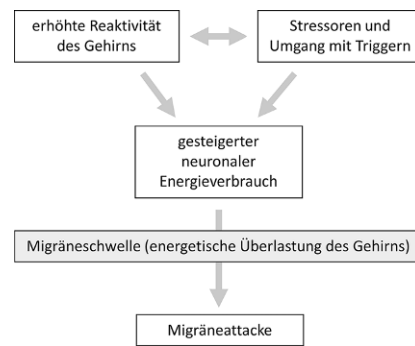 erhöhte Reaktivität
des Gehirns
Stressoren und
Umgang mit Triggern
gesteigerter
neuronaler
Energieverbrauch
Migräneschwelle (energetische Überlastung des Gehirns)
Migräneattacke